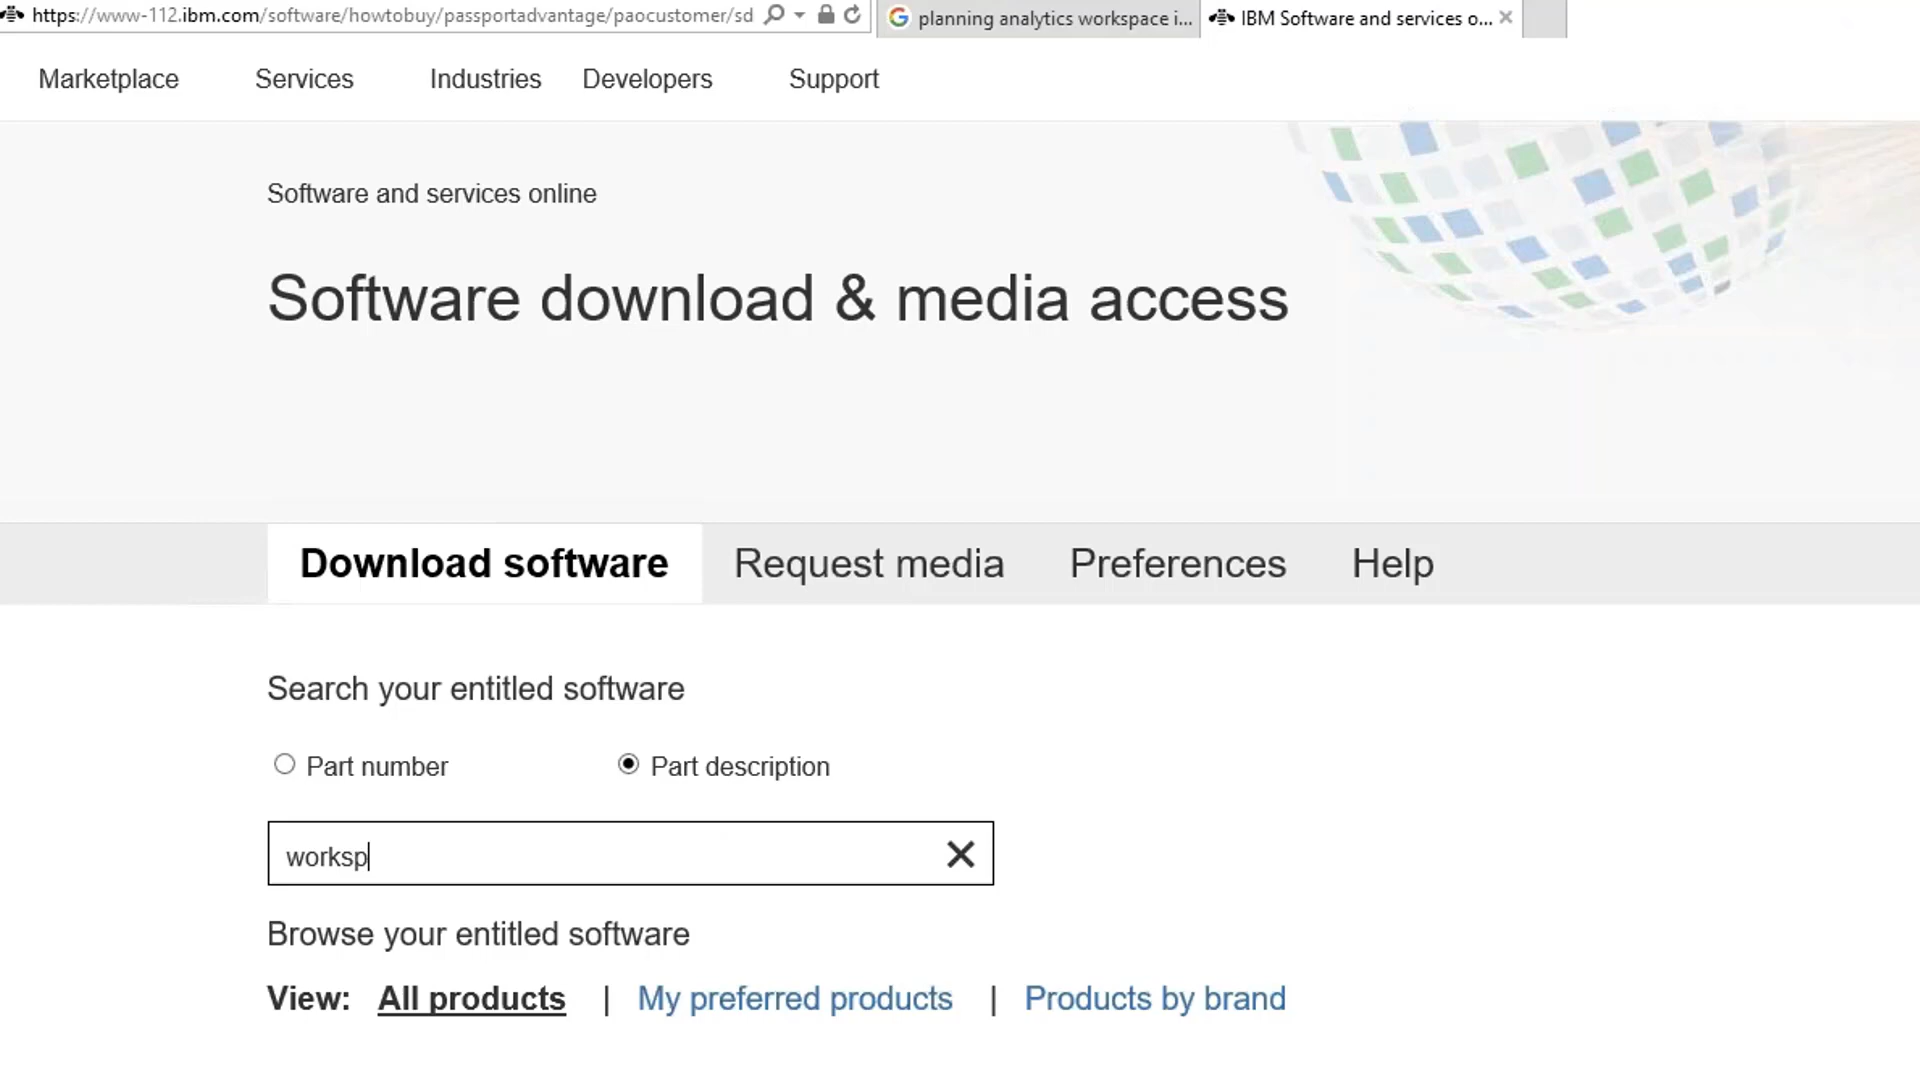 https://www-112.ibm.com/software/howtobuy/passportadvantage/paocustomer/sd
planning analytics workspace i...
IBM Software and services o...
Marketplace Services Industries Developers Support
Software and services online
Software download & media access
Download software Request media Preferences Help
Search your entitled software
Part number Part description
worksp
Browse your entitled software
View: All products | My preferred products | Products by brand